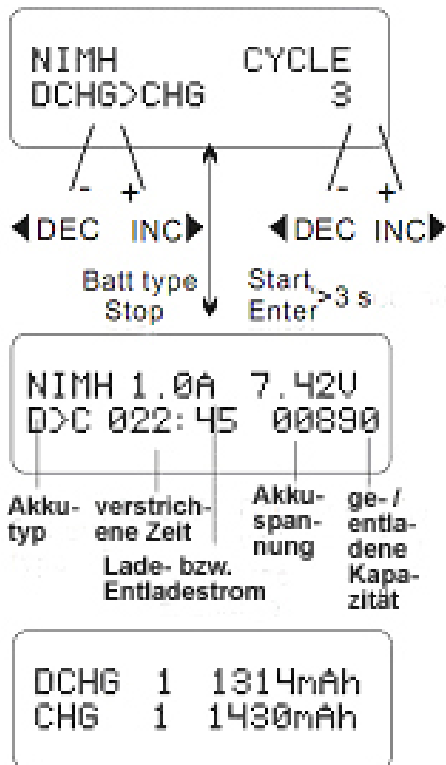 NIMH CYCLE
DCHG>CHG 3
- + - +
◀DEC INC▶ ◀DEC INC▶
Batt type
Stop
Start,
Enter >3 s
NIMH 1.0A 7.42V
D>C 022:45 00890
Akku-
typ
verstrich-
ene Zeit
Lade- bzw.
Entladestrom
Akku-
span-
nung
ge- /
entla-
dene
Kapa-
zität
DCHG 1 1314mAh
CHG 1 1430mAh